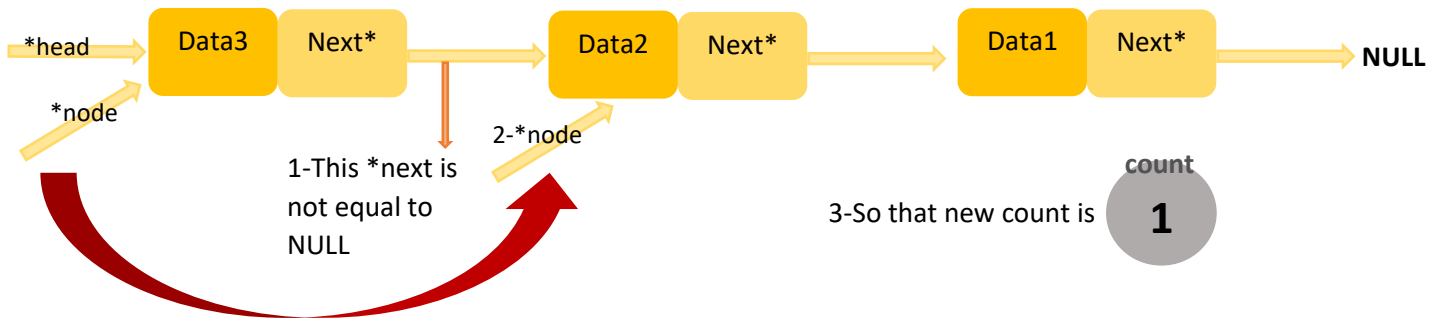 *head
Data3
Next*
Data2
Next*
Data1
Next*
NULL
*node
2-*node
1-This *next is
not equal to
NULL
count
3-So that new count is
1